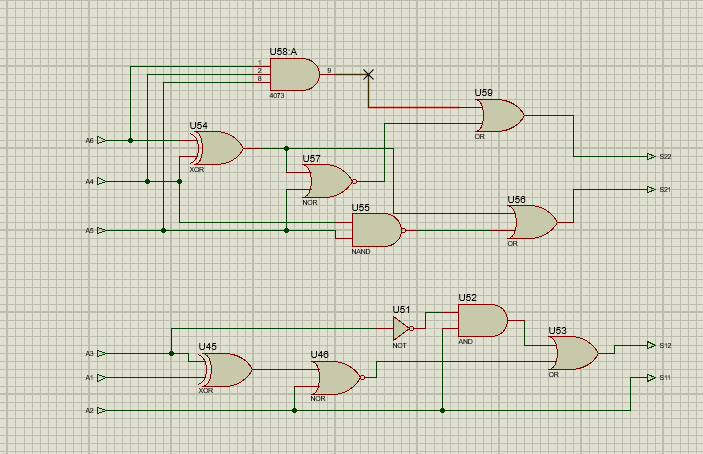 U58:A
1
2
8
9
4073
U59
OR
U54
XOR
A6
U57
NOR
S22
A4
S21
U55
NAND
U56
OR
A5
U51
NOT
U52
AND
U53
OR
S12
A3
U45
XOR
U46
NOR
A1
S11
A2